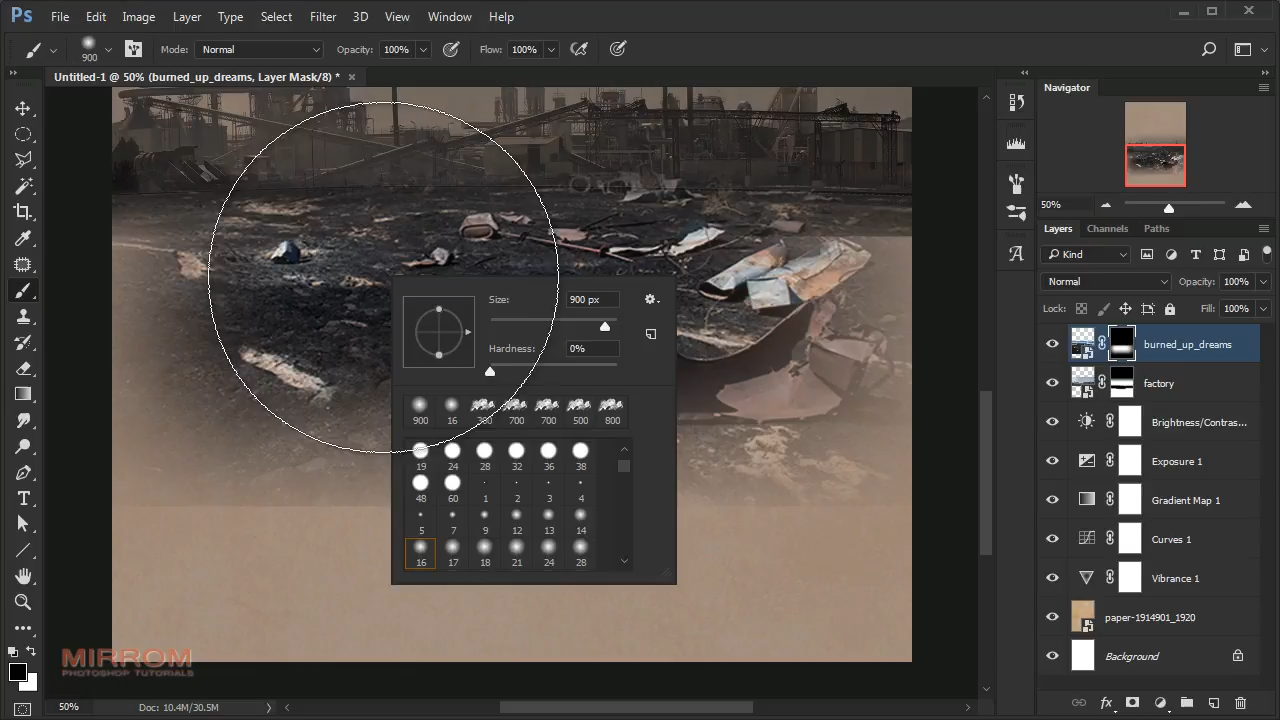 Ps File Edit Image Layer Type Select Filter 3D View Window Help
900 Mode: Normal Opacity: 100% Flow: 100%
Untitled-1 @ 50% (burned_up_dreams, Layer Mask/8) * ×
Navigator
50%
Layers Channels Paths
Kind
Normal Opacity: 100%
Lock: Fill: 100%
burned_up_dreams
factory
Brightness/Contras...
Exposure 1
Gradient Map 1
Curves 1
Vibrance 1
paper-1914901_1920
Background
Size: 900 px
Hardness: 0%
900 16 300 700 700 500 800
19 24 28 32 36 38
48 60 1 2 3 4
5 7 9 12 13 14
16 17 18 21 24 28
MIRROM
PHOTOSHOP TUTORIALS
50% Doc: 10.4M/30.5M